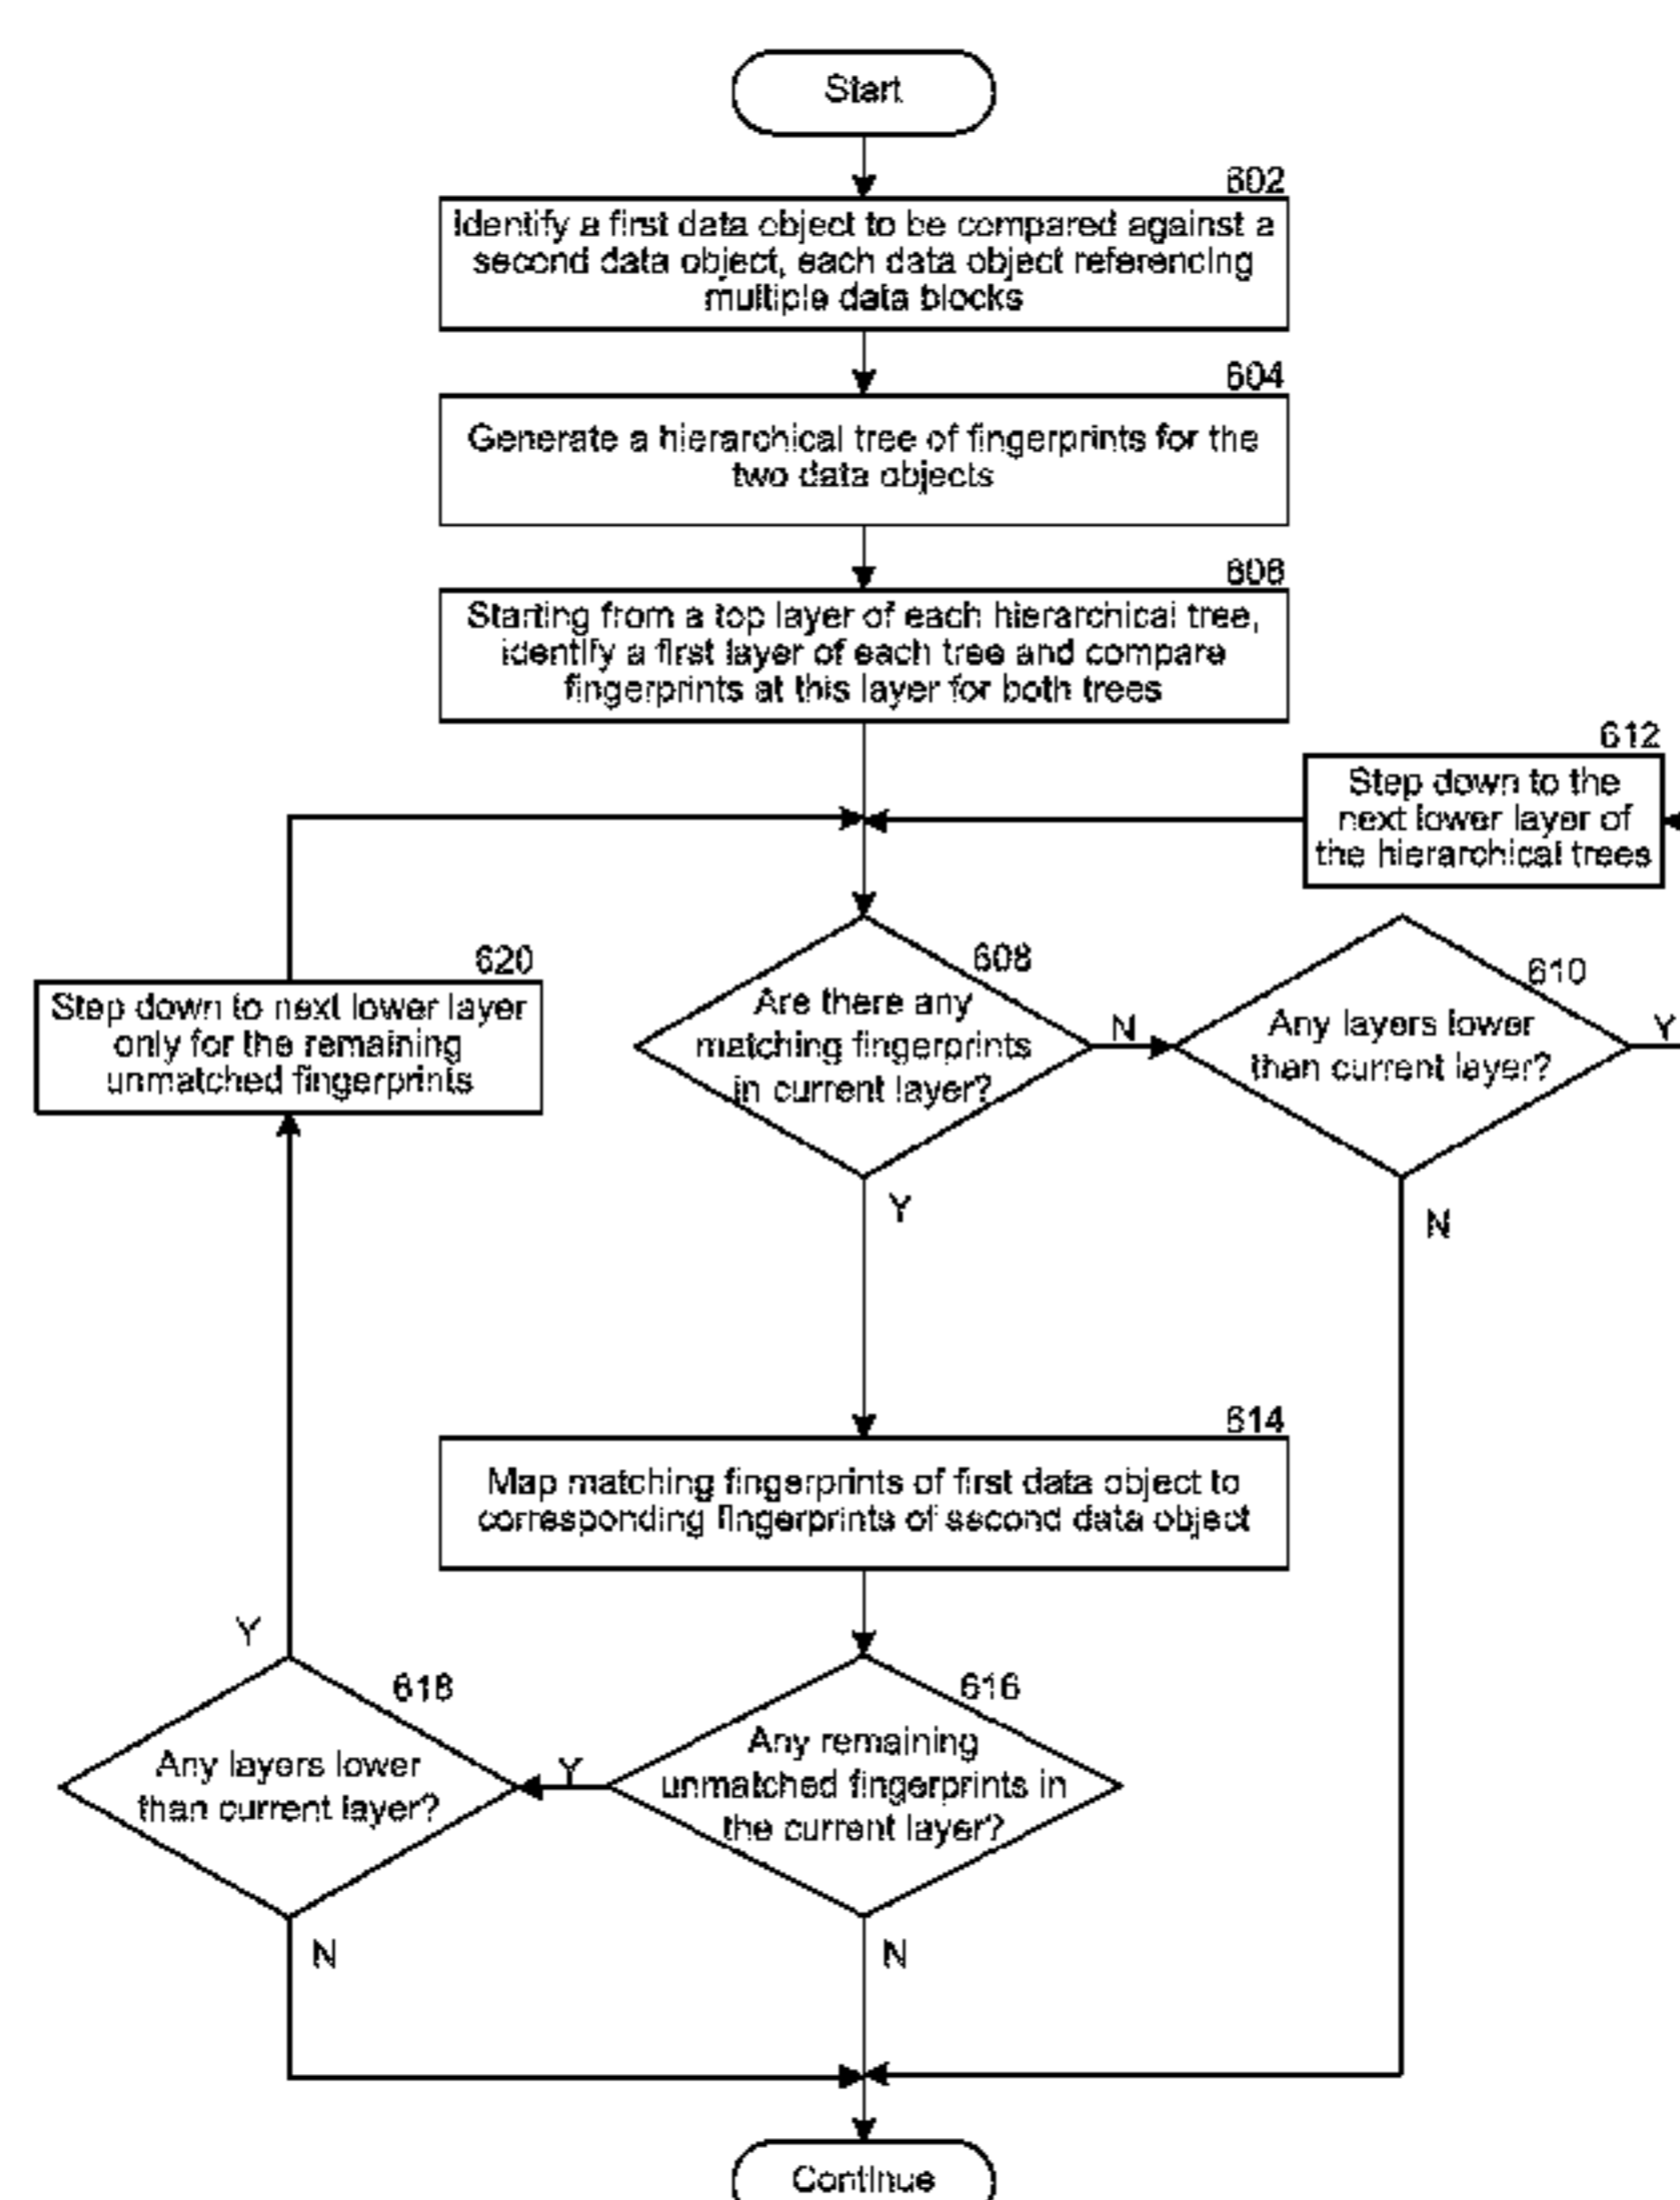 Start
602
Identify a first data object to be compared against a
second data object, each data object referencing
multiple data blocks
604
Generate a hierarchical tree of fingerprints for the
two data objects
606
Starting from a top layer of each hierarchical tree,
identify a first layer of each tree and compare
fingerprints at this layer for both trees
612
Step down to the
next lower layer of
the hierarchical trees
620
Step down to next lower layer
only for the remaining
unmatched fingerprints
608
Are there any
matching fingerprints
in current layer?
N
610
Any layers lower
than current layer?
Y
Y
N
614
Map matching fingerprints of first data object to
corresponding fingerprints of second data object
Y
618
Any layers lower
than current layer?
Y
616
Any remaining
unmatched fingerprints in
the current layer?
N
N
Continue